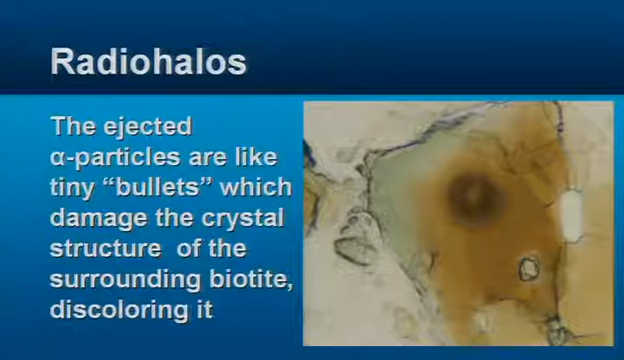 Radiohalos
The ejected
α-particles are like
tiny “bullets” which
damage the crystal
structure of the
surrounding biotite,
discoloring it